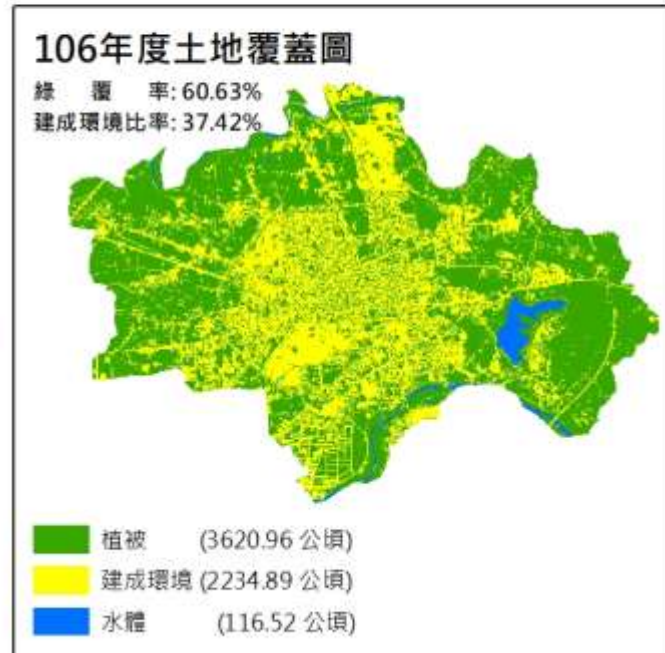 106年度土地覆蓋圖
綠 覆 率: 60.63%
建成環境比率: 37.42%
植被 (3620.96 公頃)
建成環境 (2234.89 公頃)
水體 (116.52 公頃)